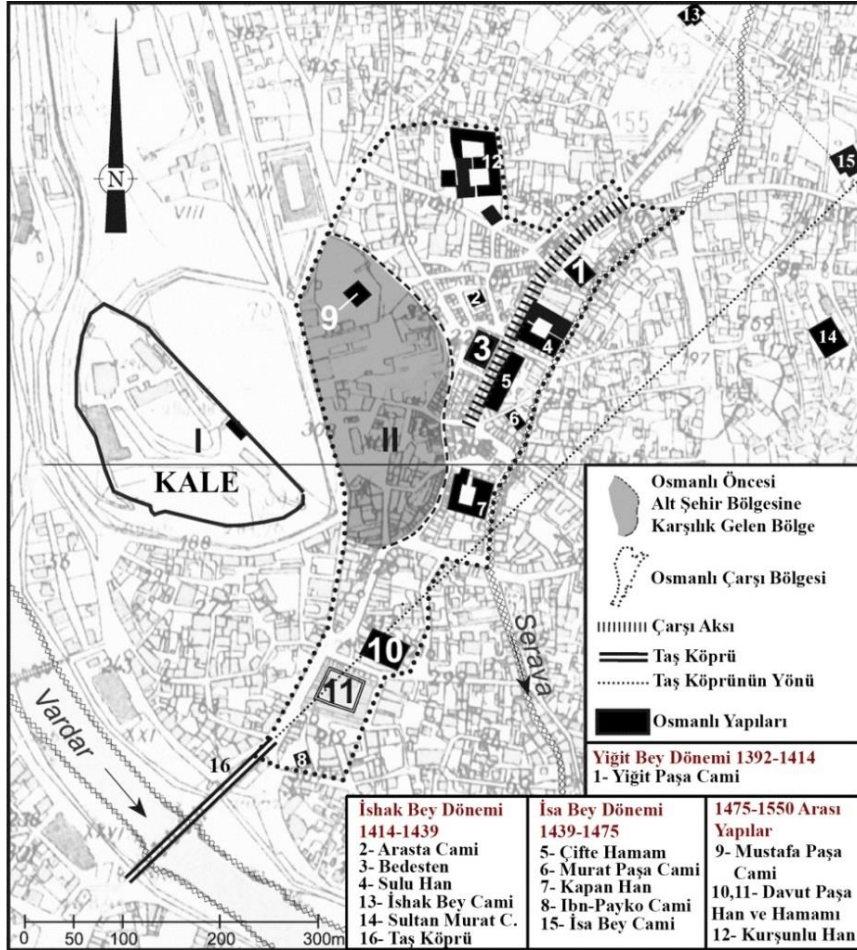 13
12
15
N
1
9
2
3
4
14
5
6
I
II
KALE
7
10
11
Serava
Vardar
16
8
Osmanlı Öncesi
Alt Şehir Bölgesine
Karşılık Gelen Bölge
Osmanlı Çarşı Bölgesi
Çarşı Aksı
Taş Köprü
Taş Köprünün Yönü
Osmanlı Yapıları
Yiğit Bey Dönemi 1392-1414
1- Yiğit Paşa Cami
İshak Bey Dönemi
1414-1439
2- Arasta Cami
3- Bedesten
4- Sulu Han
13- İshak Bey Cami
14- Sultan Murat C.
16- Taş Köprü
İsa Bey Dönemi
1439-1475
5- Çifte Hamam
6- Murat Paşa Cami
7- Kapan Han
8- Ibn-Payko Cami
15- İsa Bey Cami
1475-1550 Arası
Yapılar
9- Mustafa Paşa
Cami
10,11- Davut Paşa
Han ve Hamamı
12- Kurşunlu Han
0 50 100 200 300m